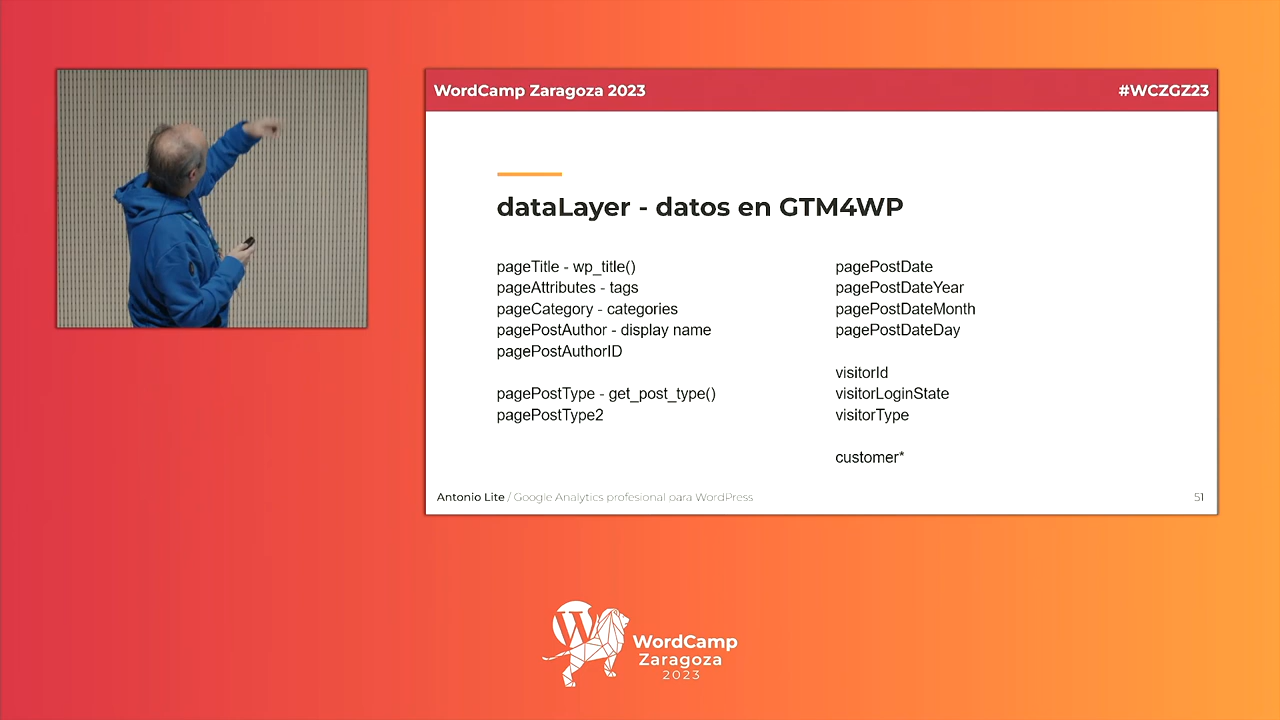 WordCamp Zaragoza 2023
#WCZGZ23
dataLayer - datos en GTM4WP
pageTitle - wp_title()
pageAttributes - tags
pageCategory - categories
pagePostAuthor - display name
pagePostAuthorID
pagePostType - get_post_type()
pagePostType2
pagePostDate
pagePostDateYear
pagePostDateMonth
pagePostDateDay
visitorId
visitorLoginState
visitorType
customer*
Antonio Lite / Google Analytics profesional para WordPress
51
WordCamp
Zaragoza
2023